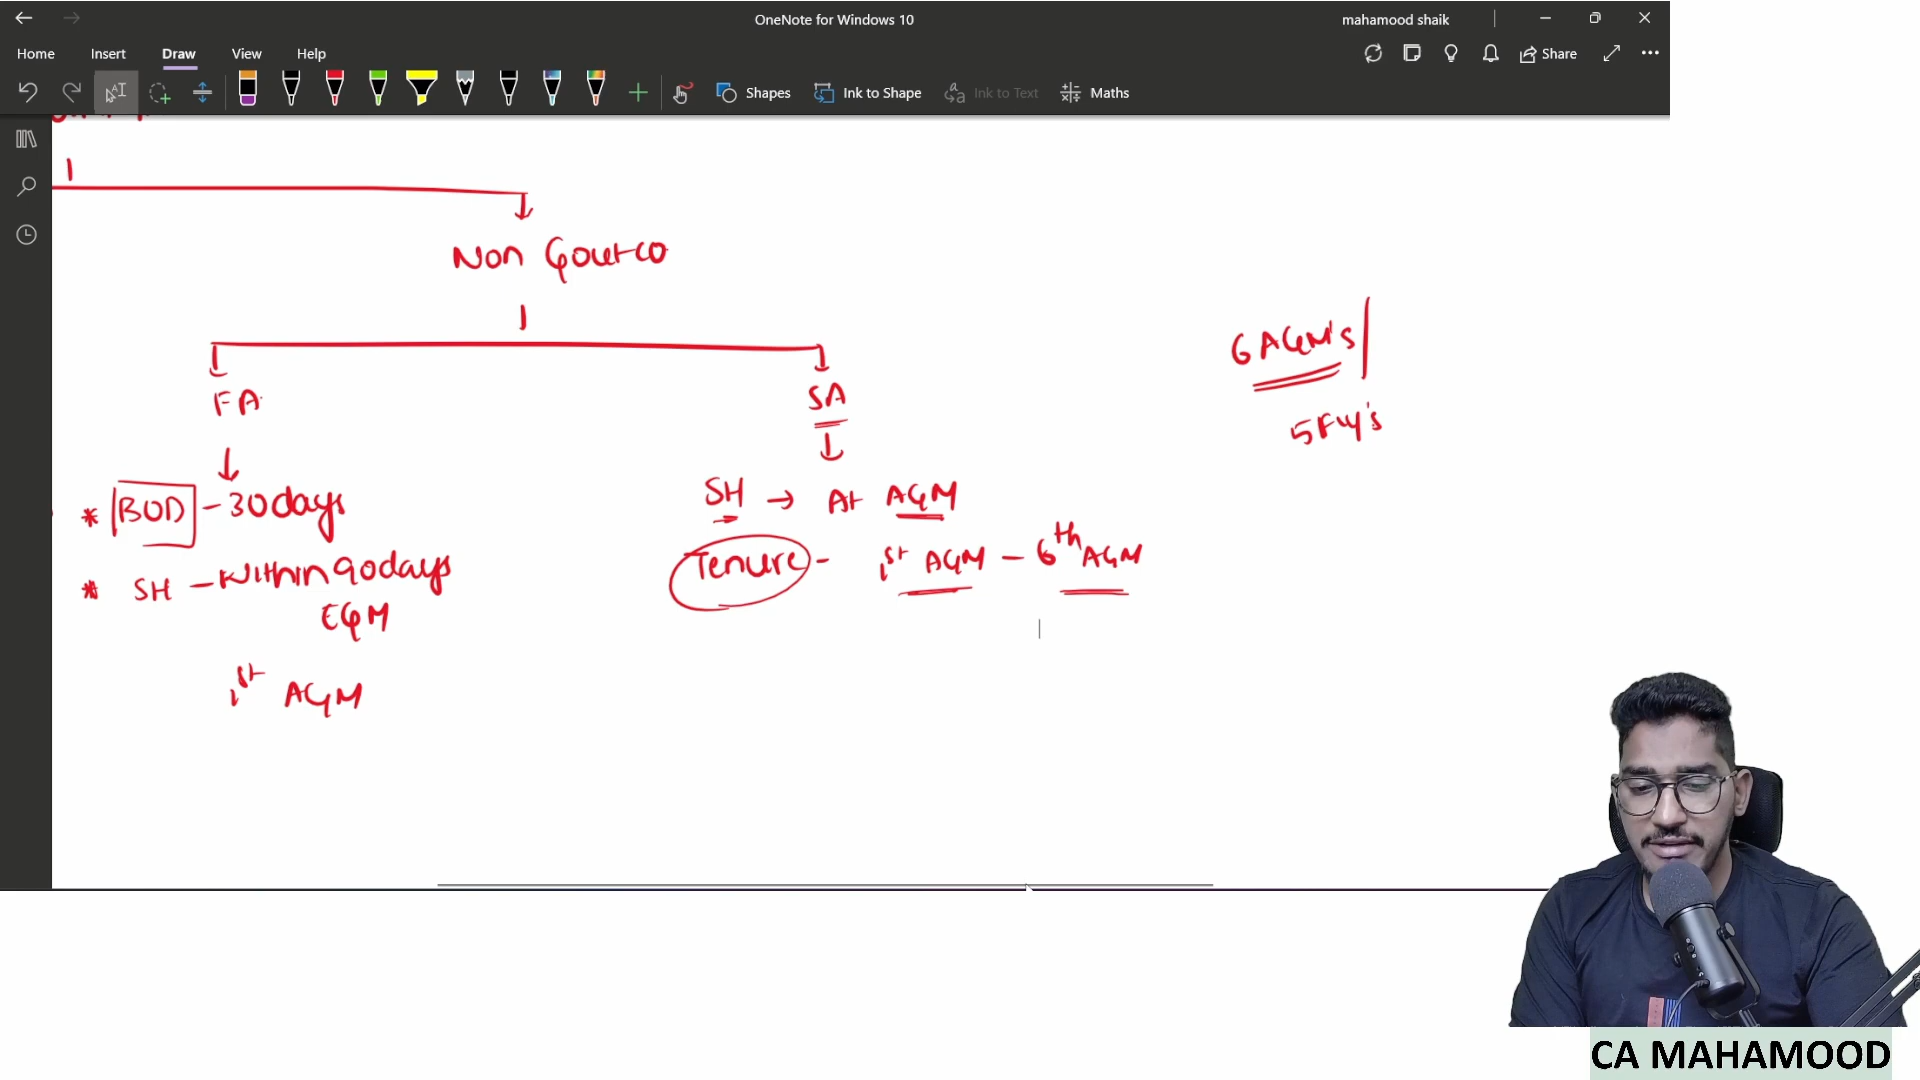 OneNote for Windows 10
mahamood shaik
Home Insert Draw View Help
Share
Shapes Ink to Shape Ink to Text Maths
Non Govt co
FA
SA
* BOD - 30 days
* SH - Within 90 days
EGM
1st AGM
SH → At AGM
Tenure - 1st AGM - 6th AGM
6 AGM's
5 FY's
CA MAHAMOOD